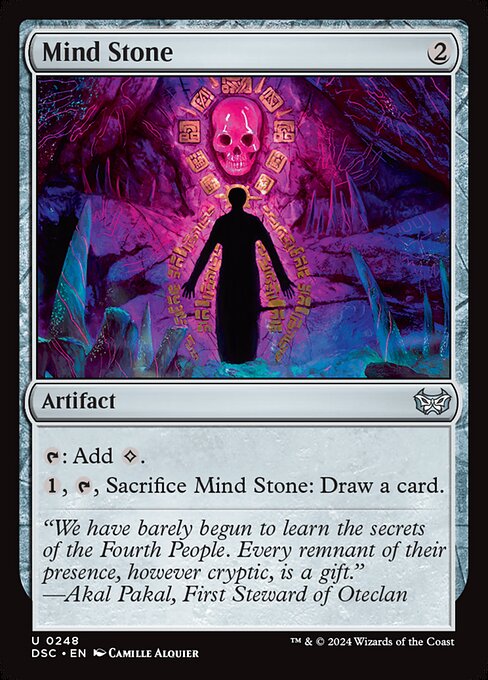 Mind Stone 2
Artifact
: Add .
1, , Sacrifice Mind Stone: Draw a card.
“We have barely begun to learn the secrets
of the Fourth People. Every remnant of their
presence, however cryptic, is a gift.”
—Akal Pakal, First Steward of Oteclan
U 0248
DSC • EN Camille Alquier
™ & © 2024 Wizards of the Coast